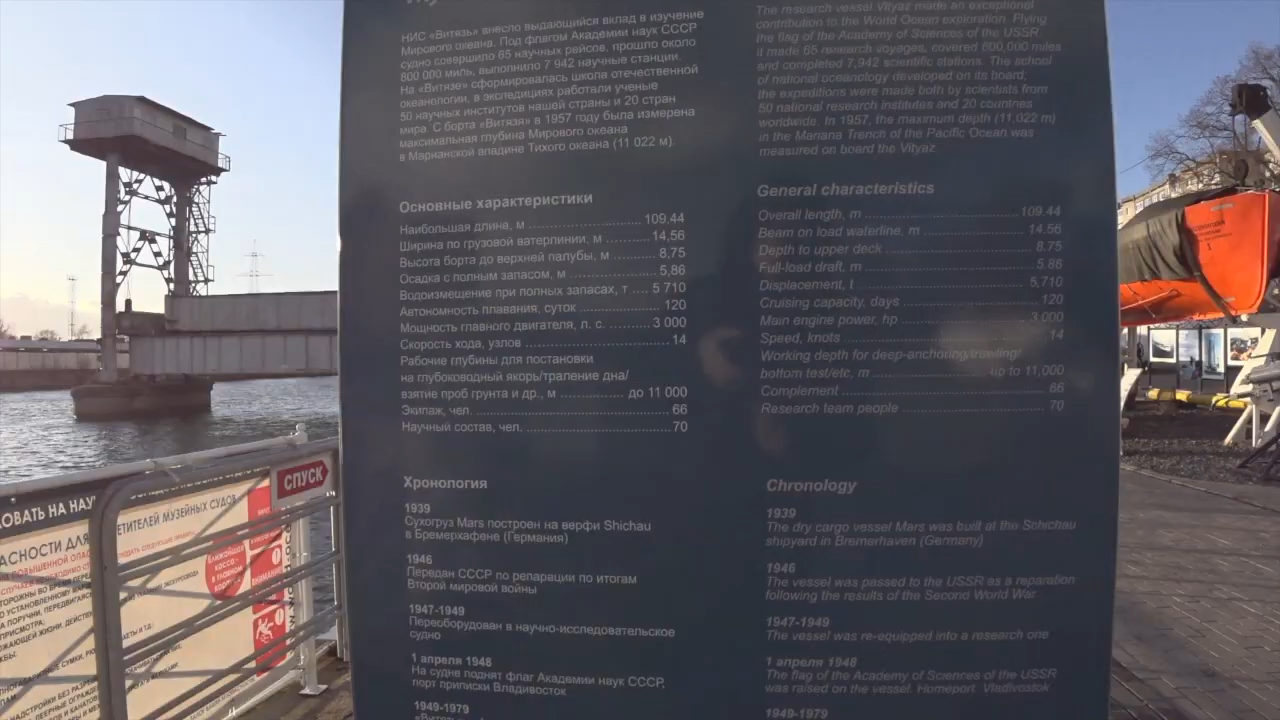 НИС «Витязь» внесло выдающийся вклад в изучение
Мирового океана. Под флагом Академии наук СССР
судно совершило 65 научных рейсов, прошло около
800 000 миль, выполнило 7 942 научные станции.
На «Витязе» сформировалась школа отечественной
океанологии, в экспедициях работали ученые
50 научных институтов нашей страны и 20 стран
мира. С борта «Витязя» в 1957 году была измерена
максимальная глубина Мирового океана
в Марианской впадине Тихого океана (11 022 м).
Основные характеристики
Наибольшая длина, м 109,44
Ширина по грузовой ватерлинии, м 14,56
Высота борта до верхней палубы, м 8,75
Осадка с полным запасом, м 5,86
Водоизмещение при полных запасах, т 5 710
Автономность плавания, суток 120
Мощность главного двигателя, л. с. 3 000
Скорость хода, узлов 14
Рабочие глубины для постановки
на глубоководный якорь/траление дна/
взятие проб грунта и др., м до 11 000
Экипаж, чел. 66
Научный состав, чел. 70
Хронология
1939
Сухогруз Mars построен на верфи Shichau
в Бремерхафене (Германия)
1946
Передан СССР по репарации по итогам
Второй мировой войны
1947-1949
Переоборудован в научно-исследовательское
судно
1 апреля 1948
На судне поднят флаг Академии наук СССР,
порт приписки Владивосток
1949-1979
The research vessel Vityaz made an exceptional
contribution to the World Ocean exploration. Flying
the flag of the Academy of Sciences of the USSR
it made 65 research voyages, covered 800,000 miles
and completed 7,942 scientific stations. The school
of national oceanology developed on its board;
the expeditions were made both by scientists from
50 national research institutes and 20 countries
worldwide. In 1957, the maximum depth (11,022 m)
in the Mariana Trench of the Pacific Ocean was
measured on board the Vityaz
General characteristics
Overall length, m 109.44
Beam on load waterline, m 14.56
Depth to upper deck 8.75
Full-load draft, m 5.86
Displacement, t 5,710
Cruising capacity, days 120
Main engine power, hp 3 000
Speed, knots 14
Working depth for deep-anchoring/trawling/
bottom test/etc, m up to 11,000
Complement 66
Research team people 70
Chronology
1939
The dry cargo vessel Mars was built at the Schichau
shipyard in Bremerhaven (Germany)
1946
The vessel was passed to the USSR as a reparation
following the results of the Second World War
1947-1949
The vessel was re-equipped into a research one
1 апреля 1948
The flag of the Academy of Sciences of the USSR
was raised on the vessel. Homeport: Vladivostok
1949-1979
СПУСК
ТИТЕЛЕЙ МУЗЕЙНЫХ СУДОВ
БЛИЖАЙШАЯ
КАССА
В ГЛАВНОМ
КОРПУСЕ
ВНИМАНИЕ